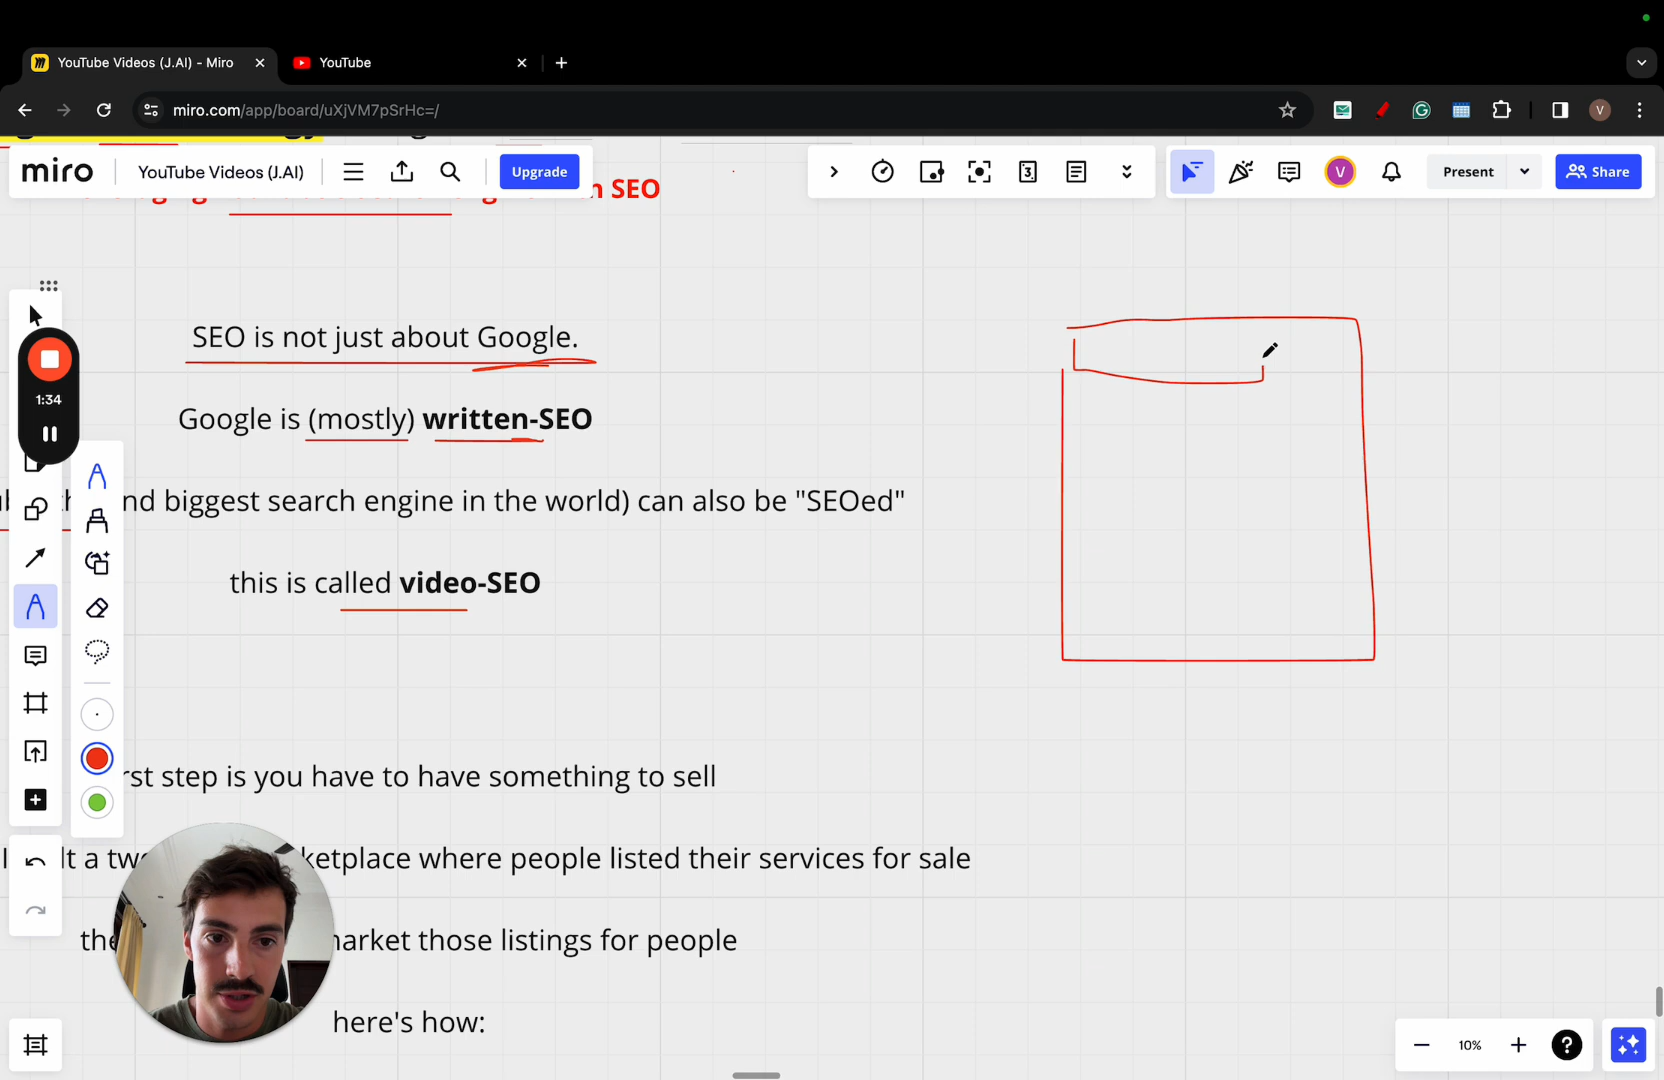 YouTube Videos (J.AI) - Miro
YouTube
miro.com/app/board/uXjVM7pSrHc=/
V
miro
YouTube Videos (J.AI)
Upgrade
3
V
Present
Share
SEO
SEO is not just about Google.
1:34
Google is (mostly) written-SEO
nd biggest search engine in the world) can also be "SEOed"
this is called video-SEO
rst step is you have to have something to sell
where people listed their services for sale
those listings for people
here's how:
10%
?